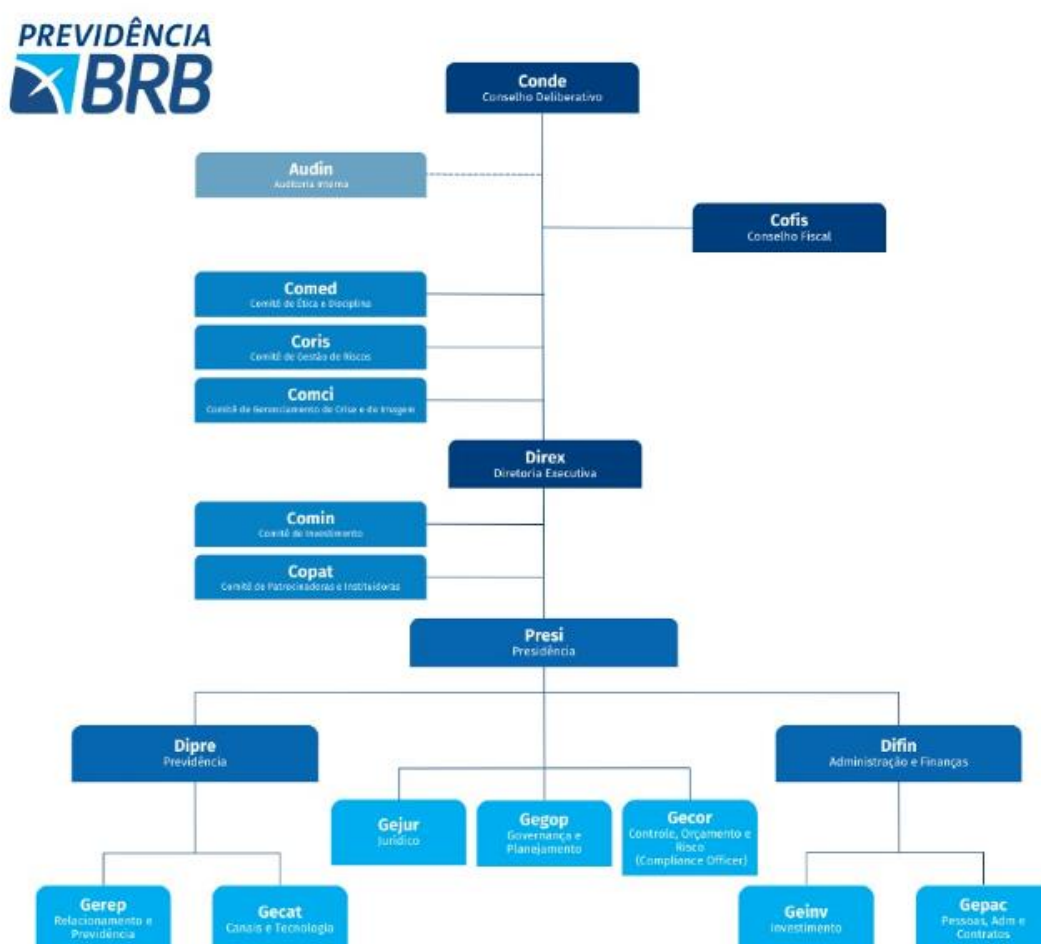 PREVIDÊNCIA
BRB
Conde
Conselho Deliberativo
Audin
Auditoria Interna
Cofis
Conselho Fiscal
Comed
Comitê de Ética e Disciplina
Coris
Comitê de Gestão de Riscos
Comci
Comitê de Gerenciamento de Crise e da Imagem
Direx
Diretoria Executiva
Comin
Comitê de Investimento
Copat
Comitê de Patrocinadoras e Instituidoras
Presi
Presidência
Dipre
Previdência
Difin
Administração e Finanças
Gejur
Jurídico
Gegop
Governança e
Planejamento
Gecor
Controle, Orçamento e
Risco
(Compliance Officer)
Gerep
Relacionamento e
Previdência
Gecat
Canais e Tecnologia
Geinv
Investimento
Gepac
Pessoas, Adm e
Contratos